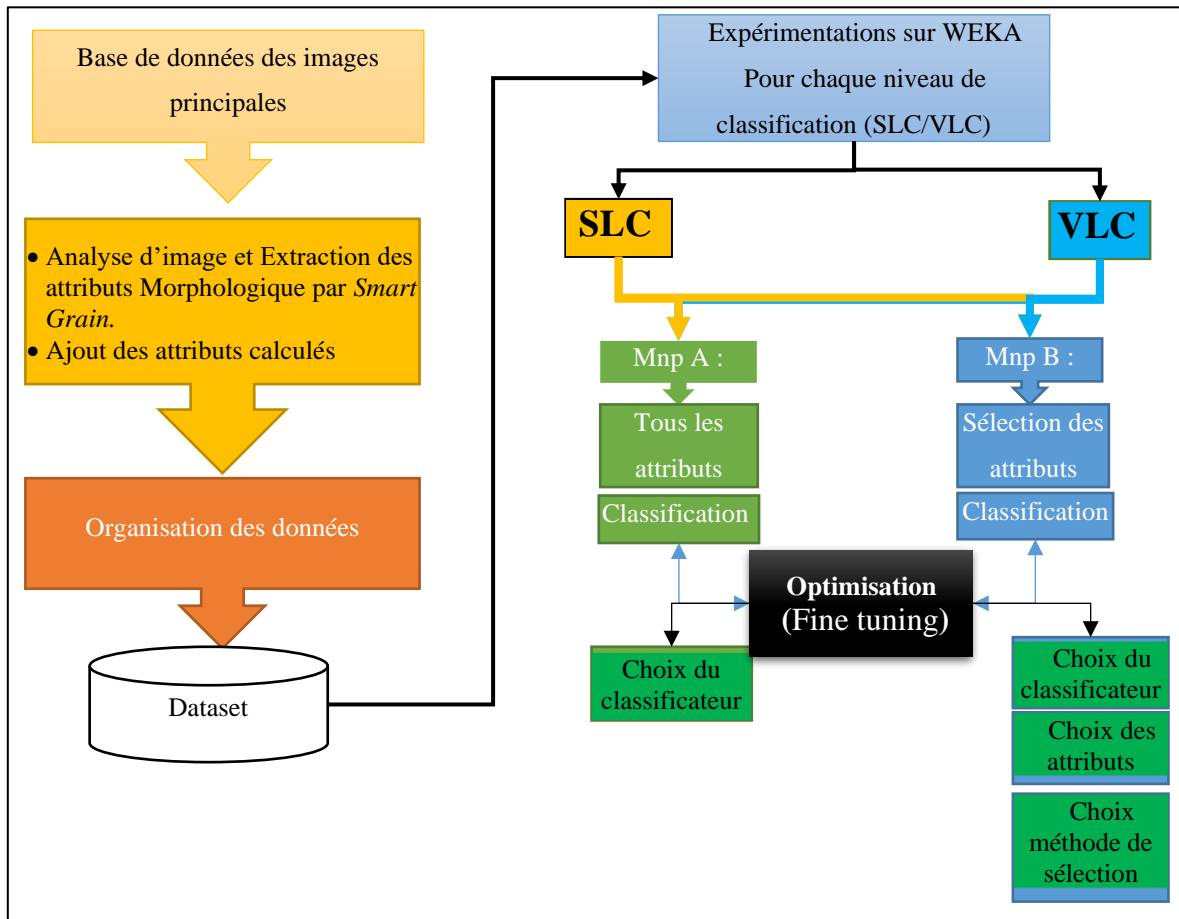 Base de données des images
principales
• Analyse d’image et Extraction des
attributs Morphologique par Smart
Grain.
• Ajout des attributs calculés
Organisation des données
Dataset
Expérimentations sur WEKA
Pour chaque niveau de
classification (SLC/VLC)
SLC
VLC
Mnp A :
Tous les
attributs
Classification
Mnp B :
Sélection des
attributs
Classification
Optimisation
(Fine tuning)
Choix du
classificateur
Choix du
classificateur
Choix des
attributs
Choix
méthode de
sélection